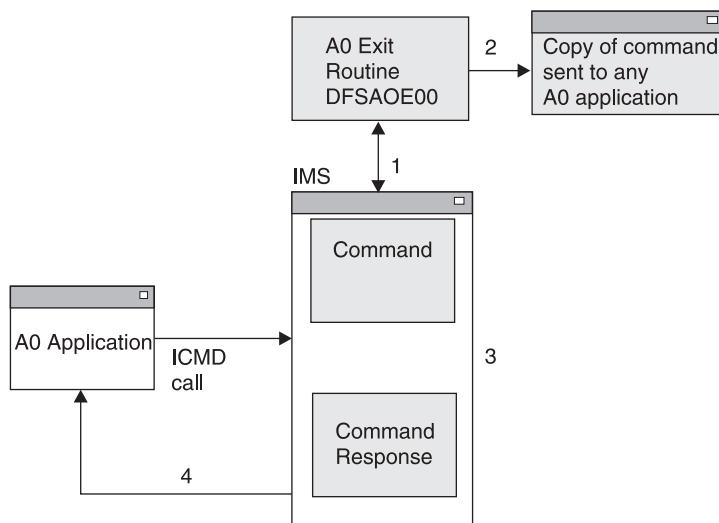 A0 Exit
Routine
DFSAOE00
2
Copy of command
sent to any
A0 application
1
IMS
Command
A0 Application
ICMD
call
3
Command
Response
4